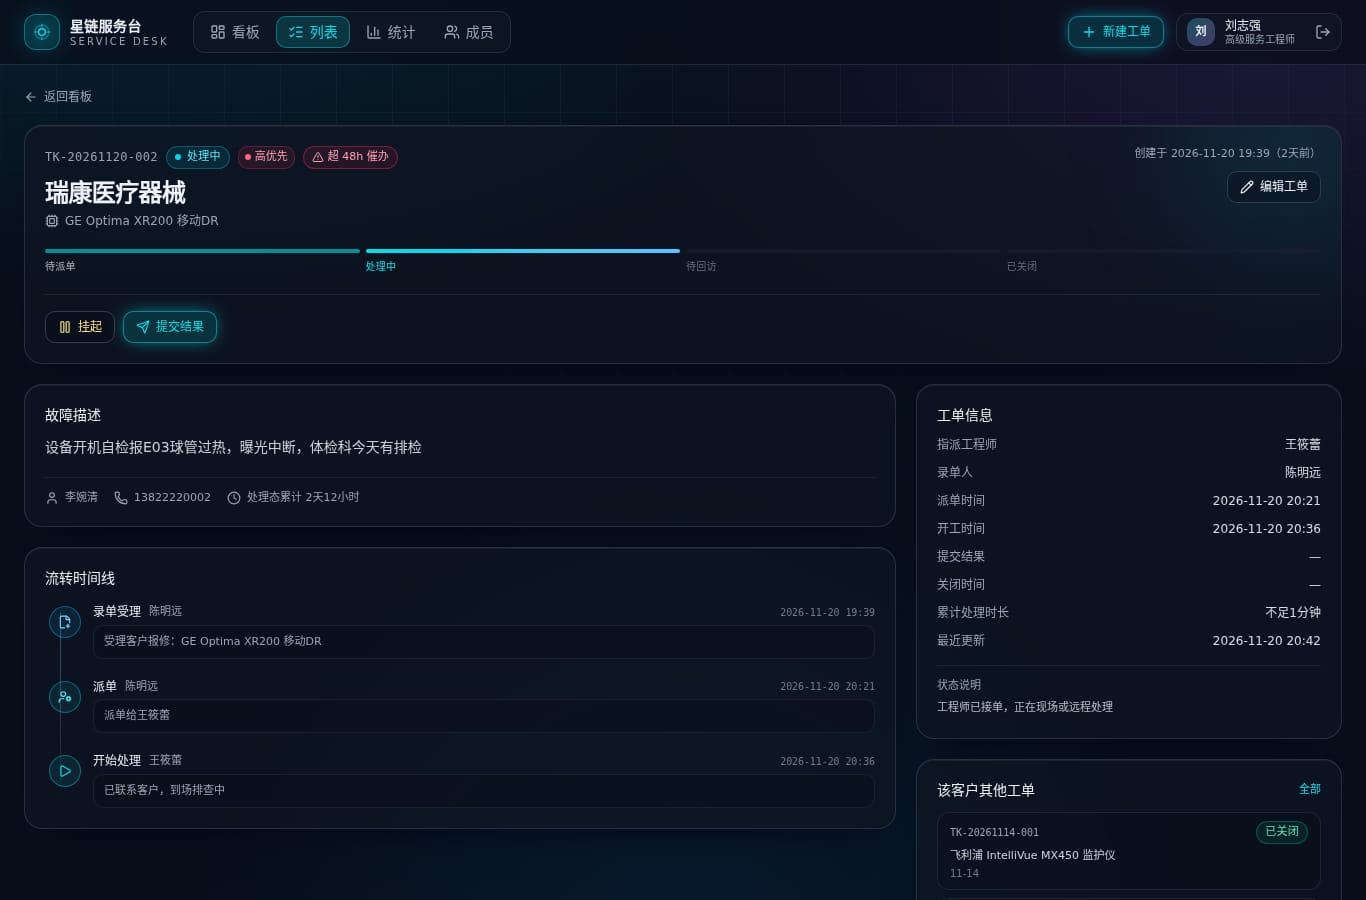 星链服务台
SERVICE DESK
看板
列表
统计
成员
新建工单
刘
刘志强
高级服务工程师
返回看板
TK-20261120-002
处理中
高优先
超 48h 催办
创建于 2026-11-20 19:39（2天前）
瑞康医疗器械
编辑工单
GE Optima XR200 移动DR
待派单
处理中
待回访
已关闭
挂起
提交结果
故障描述
设备开机自检报E03球管过热，曝光中断，体检科今天有排检
李婉清
13822220002
处理态累计 2天12小时
流转时间线
录单受理 陈明远 2026-11-20 19:39
受理客户报修：GE Optima XR200 移动DR
派单 陈明远 2026-11-20 20:21
派单给王筱蕾
开始处理 王筱蕾 2026-11-20 20:36
已联系客户，到场排查中
工单信息
指派工程师 王筱蕾
录单人 陈明远
派单时间 2026-11-20 20:21
开工时间 2026-11-20 20:36
提交结果 —
关闭时间 —
累计处理时长 不足1分钟
最近更新 2026-11-20 20:42
状态说明
工程师已接单，正在现场或远程处理
该客户其他工单 全部
TK-20261114-001 已关闭
飞利浦 IntelliVue MX450 监护仪
11-14